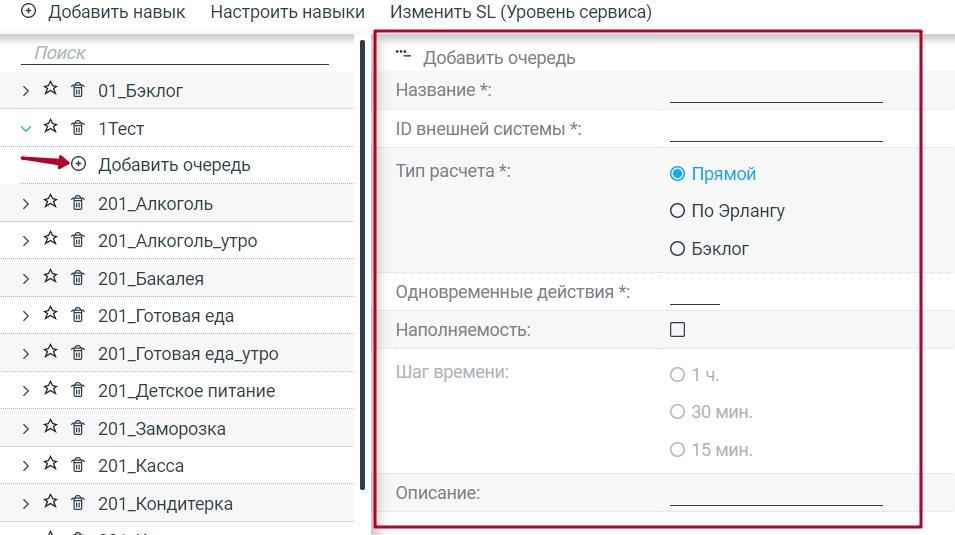 Добавить навык Настроить навыки Изменить SL (Уровень сервиса)
Поиск
01_Бэклог
1Тест
Добавить очередь
201_Алкоголь
201_Алкоголь_утро
201_Бакалея
201_Готовая еда
201_Готовая еда_утро
201_Детское питание
201_Заморозка
201_Касса
201_Кондитерка
Добавить очередь
Название *:
ID внешней системы *:
Тип расчета *:
Прямой
По Эрлангу
Бэклог
Одновременные действия *:
Наполняемость:
Шаг времени:
1 ч.
30 мин.
15 мин.
Описание: